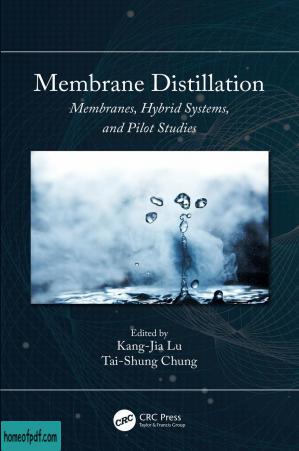 Membrane Distillation
Membranes, Hybrid Systems,
and Pilot Studies
Edited by
Kang-Jia Lu
Tai-Shung Chung
CRC
CRC Press
Taylor & Francis Group
homeofpdf.com